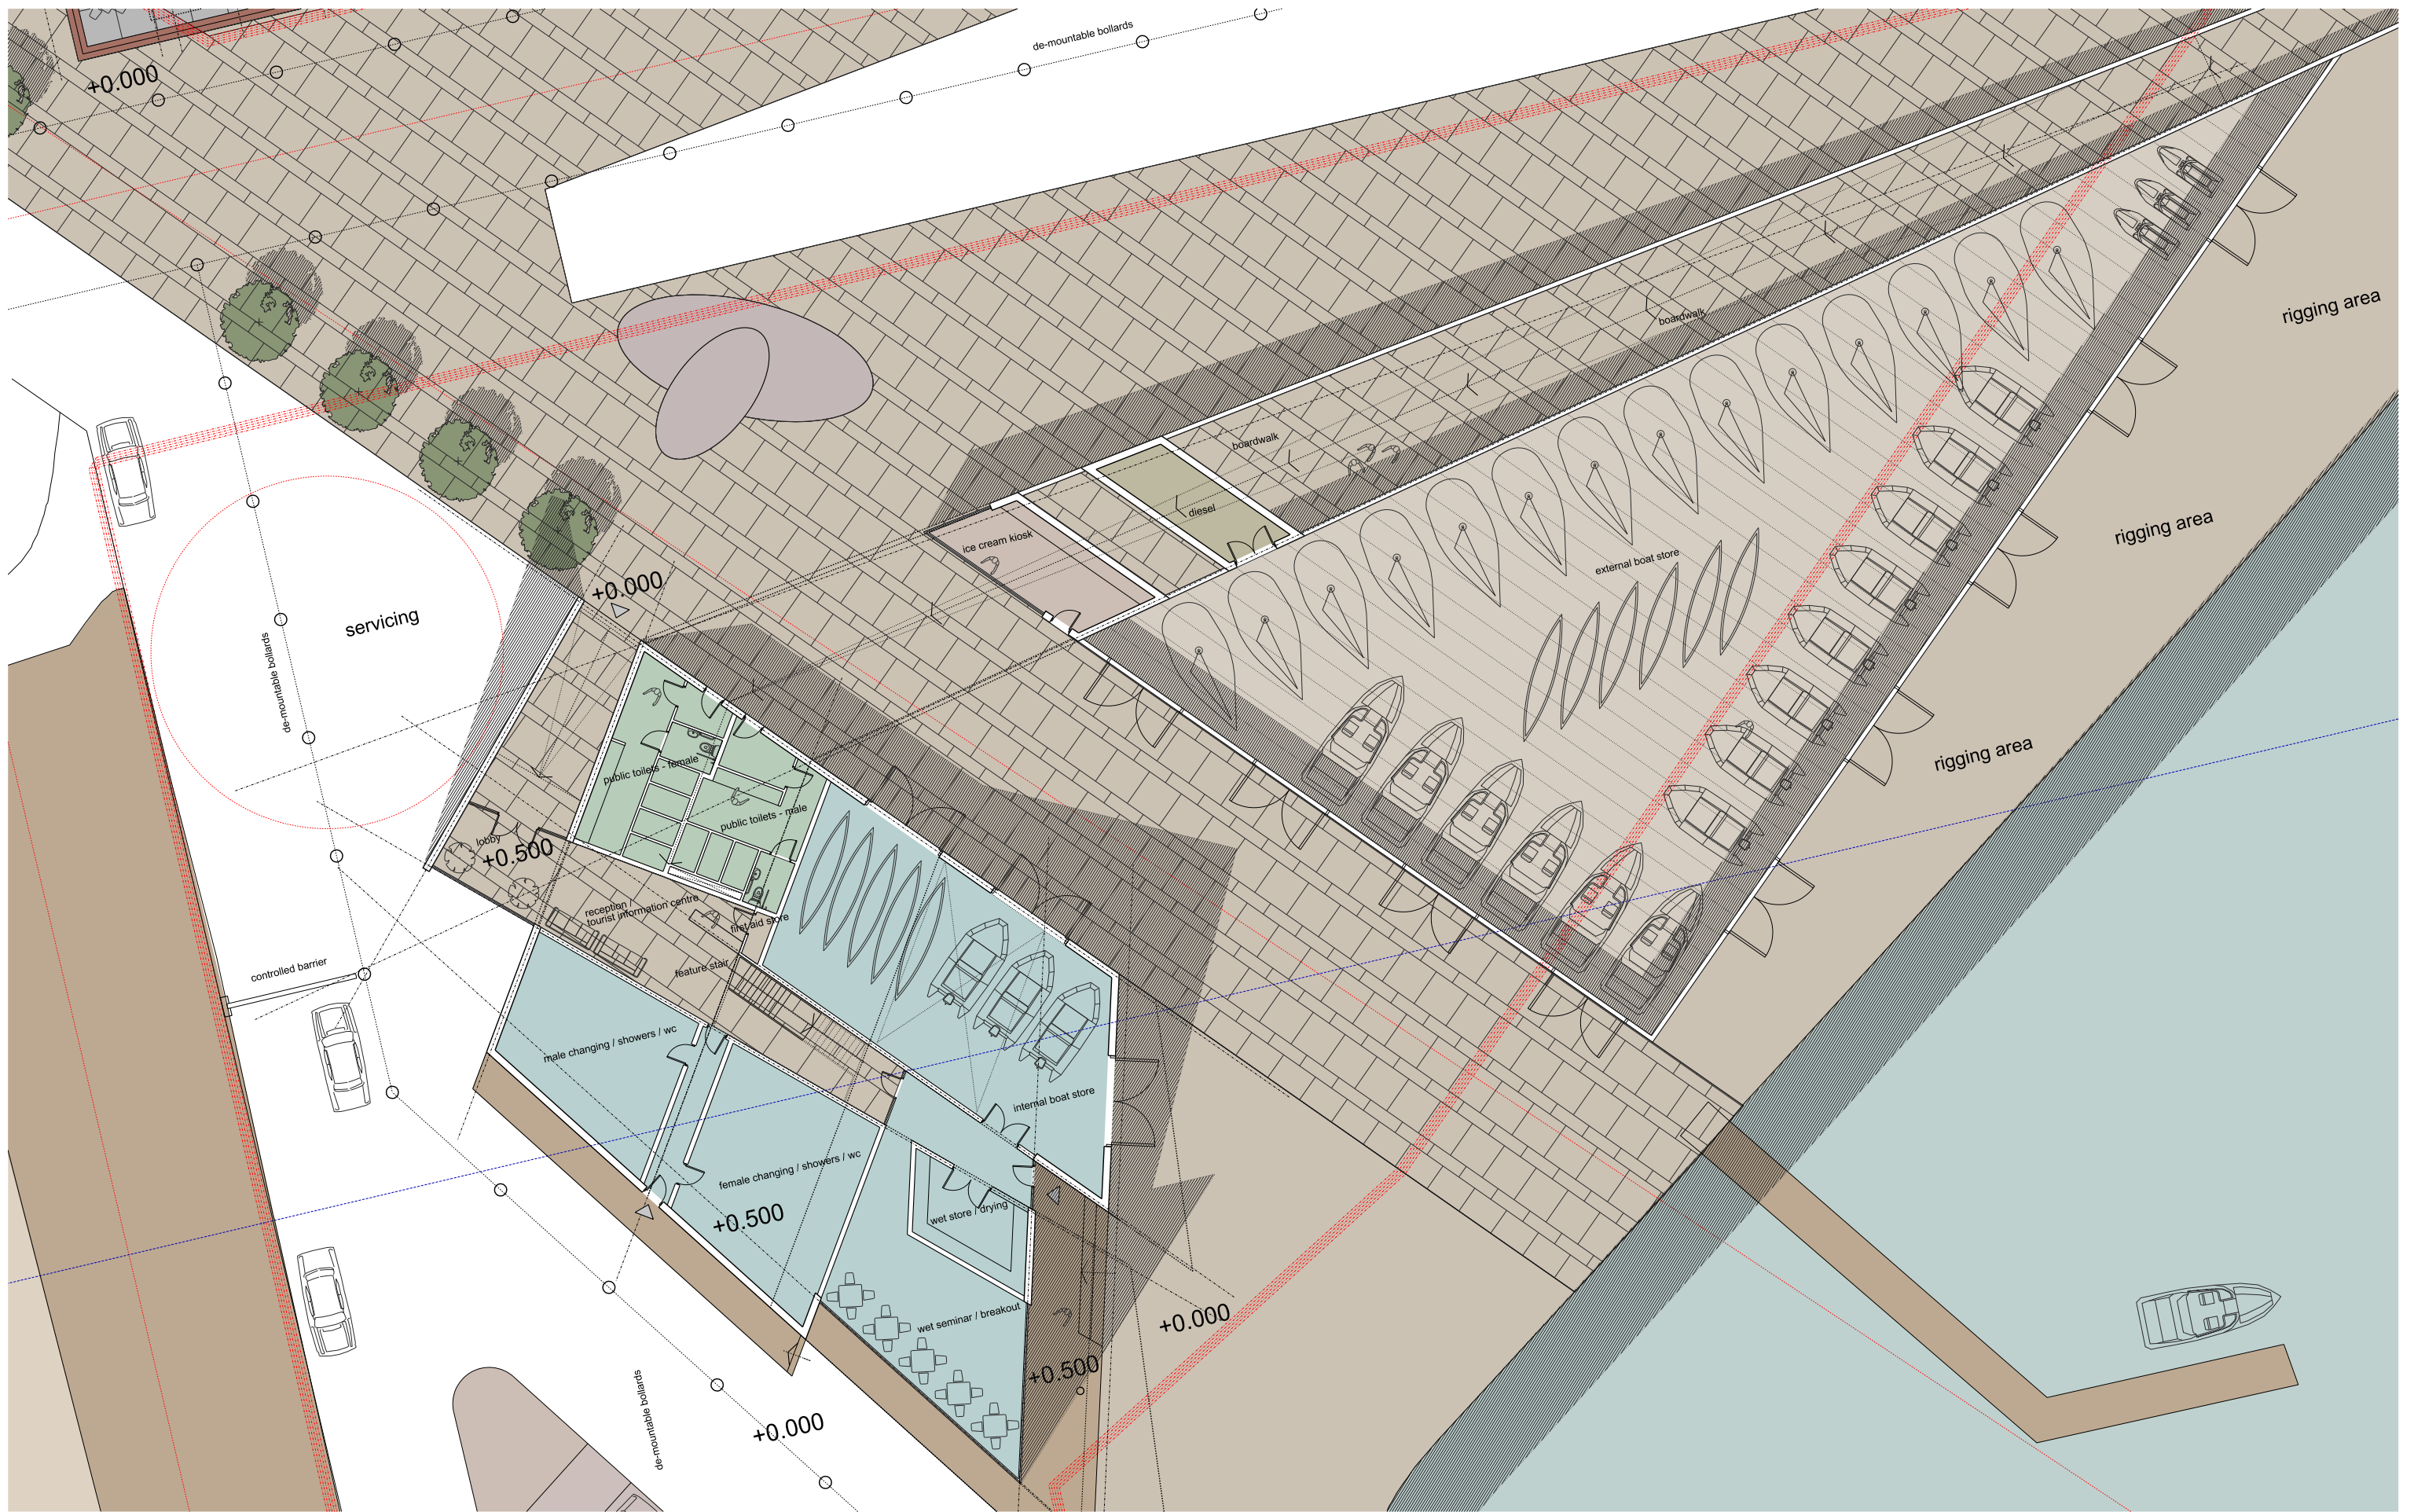 de-mountable bollards
+0.000
rigging area
boardwalk
boardwalk
diesel
ice cream kiosk
external boat store
rigging area
+0.000
servicing
de-mountable bollards
rigging area
public toilets - female
public toilets - male
lobby
+0.500
reception /
tourist information centre
first aid store
feature stair
controlled barrier
male changing / showers / wc
internal boat store
female changing / showers / wc
+0.500
wet store / drying
wet seminar / breakout
+0.000
+0.500
de-mountable bollards
+0.000